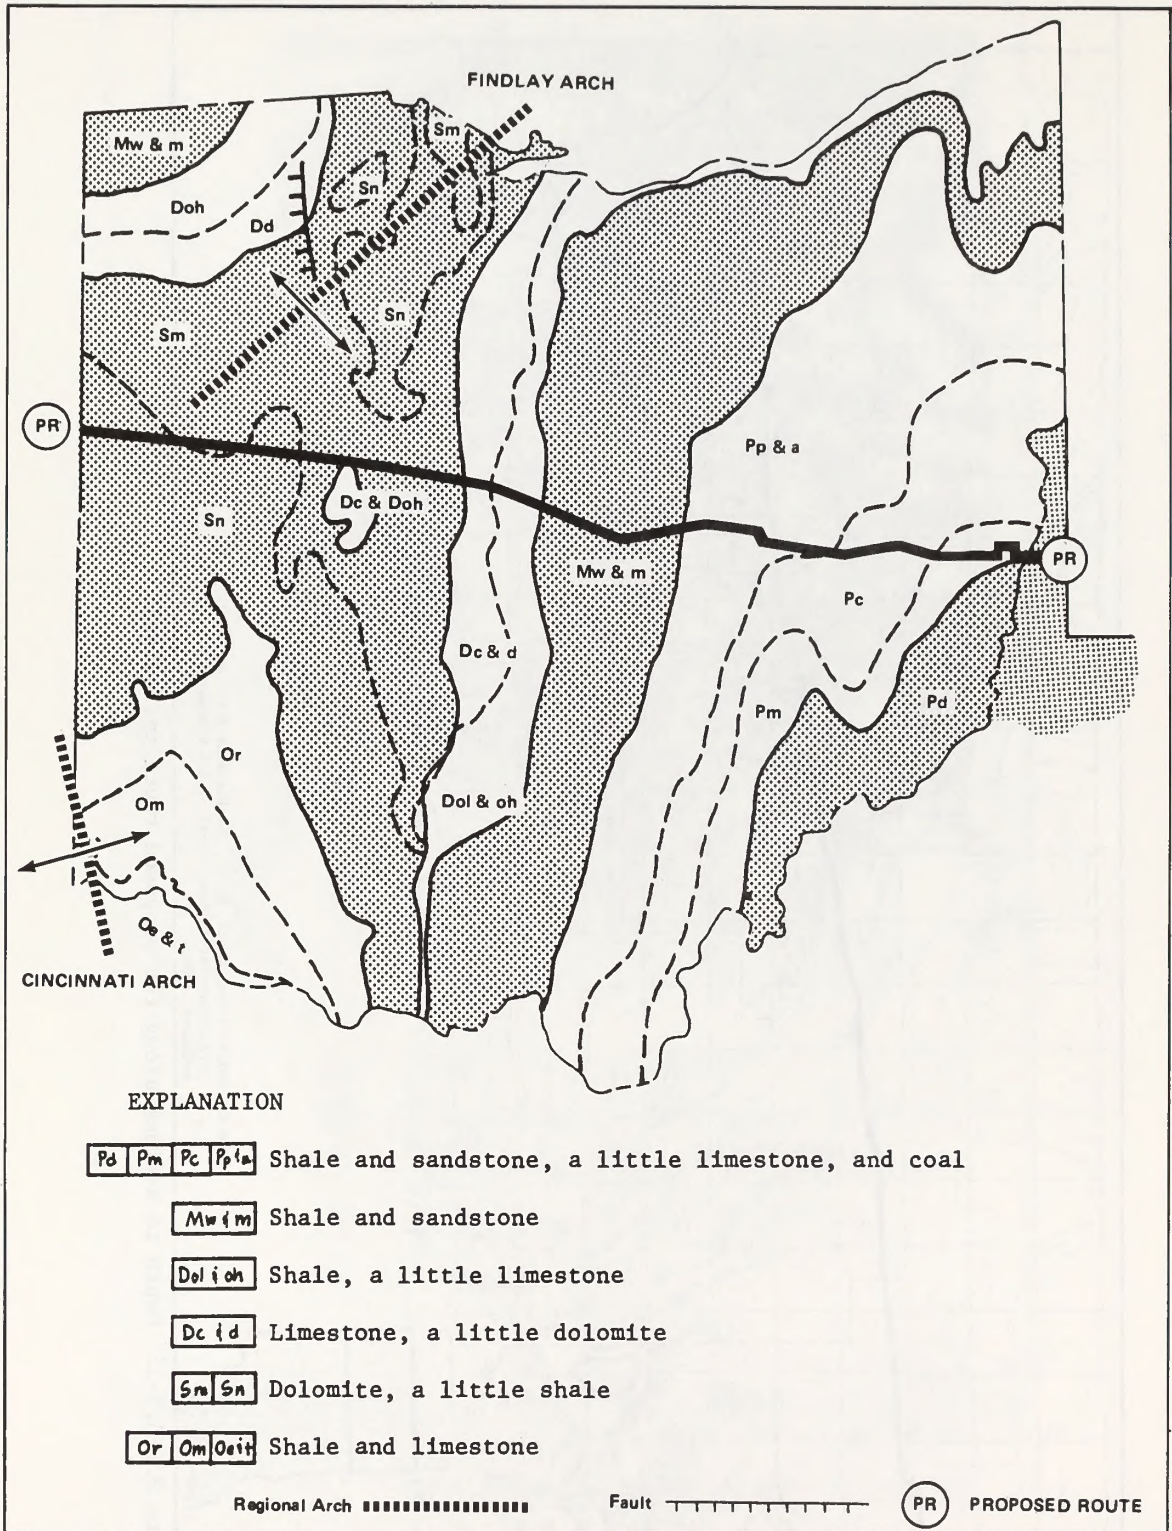 FINDLAY ARCH
Sm
Mw & m
Sn
Doh
Dd
Sn
Sm
PR
Pp & a
Dc & Doh
Sn
PR
Mw & m
Pc
Dc & d
Pd
Pm
Or
Om
Dol & oh
Oe & t
CINCINNATI ARCH
EXPLANATION
Pd Pm Pc Pp & a Shale and sandstone, a little limestone, and coal
Mw & m Shale and sandstone
Dol & oh Shale, a little limestone
Dc & d Limestone, a little dolomite
Sm Sn Dolomite, a little shale
Or Om Oe & t Shale and limestone
Regional Arch Fault PR PROPOSED ROUTE